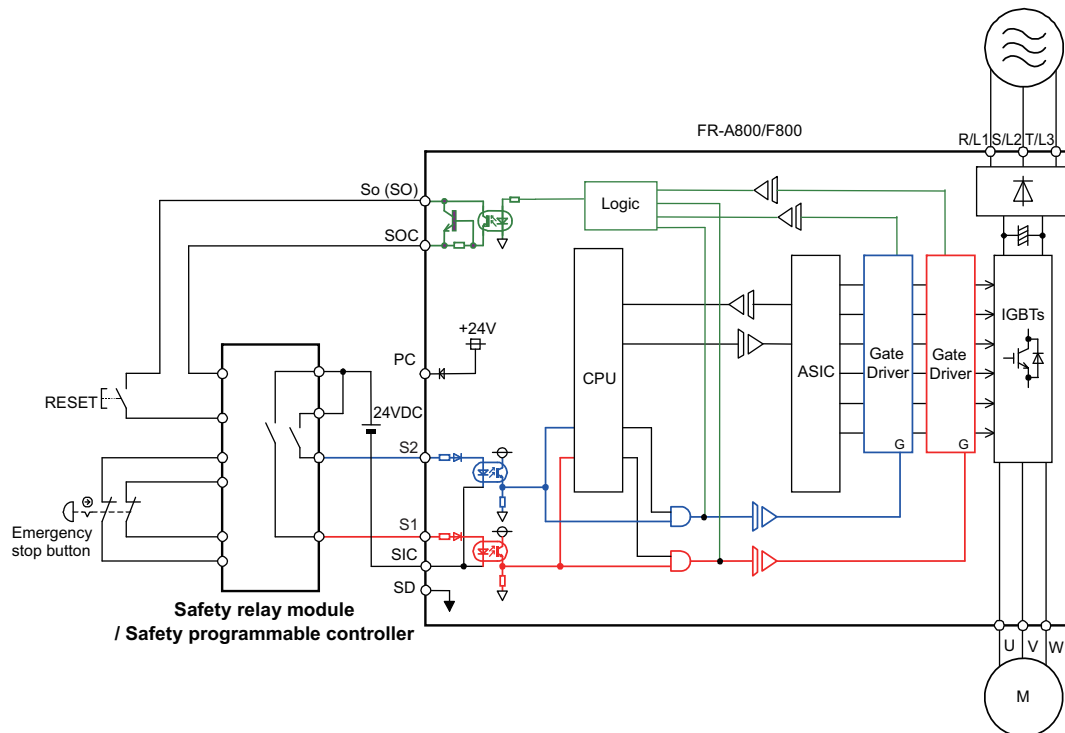 FR-A800/F800
R/L1 S/L2 T/L3
So (SO)
Logic
SOC
+24V
IGBTs
PC
CPU
ASIC
Gate
Driver
Gate
Driver
RESET
24VDC
S2
G
G
Emergency
stop button
S1
SIC
SD
Safety relay module
/ Safety programmable controller
U
V
W
M